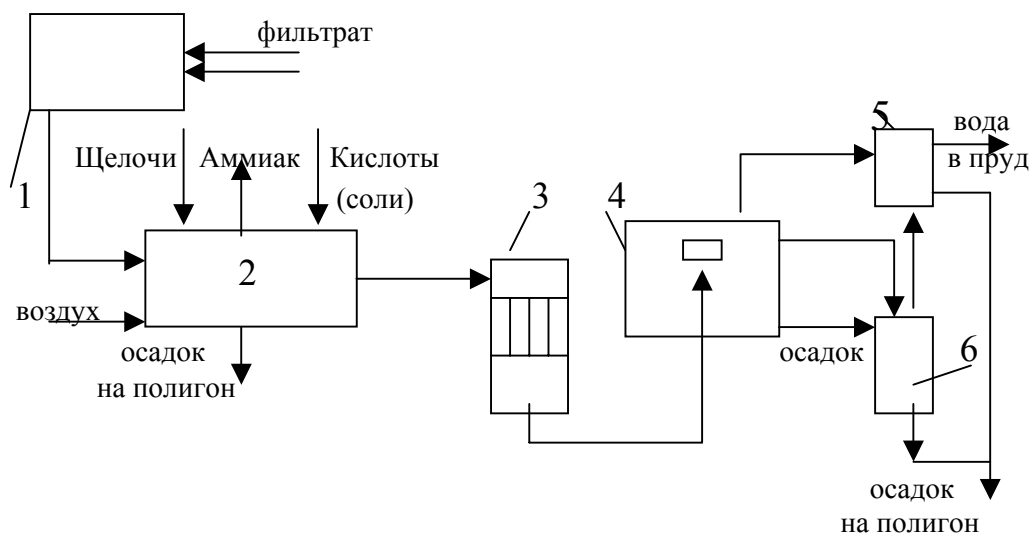 фильтрат
1
Щелочи
Аммиак
Кислоты
(соли)
2
воздух
осадок
на полигон
3
4
5
вода
в пруд
осадок
6
осадок
на полигон